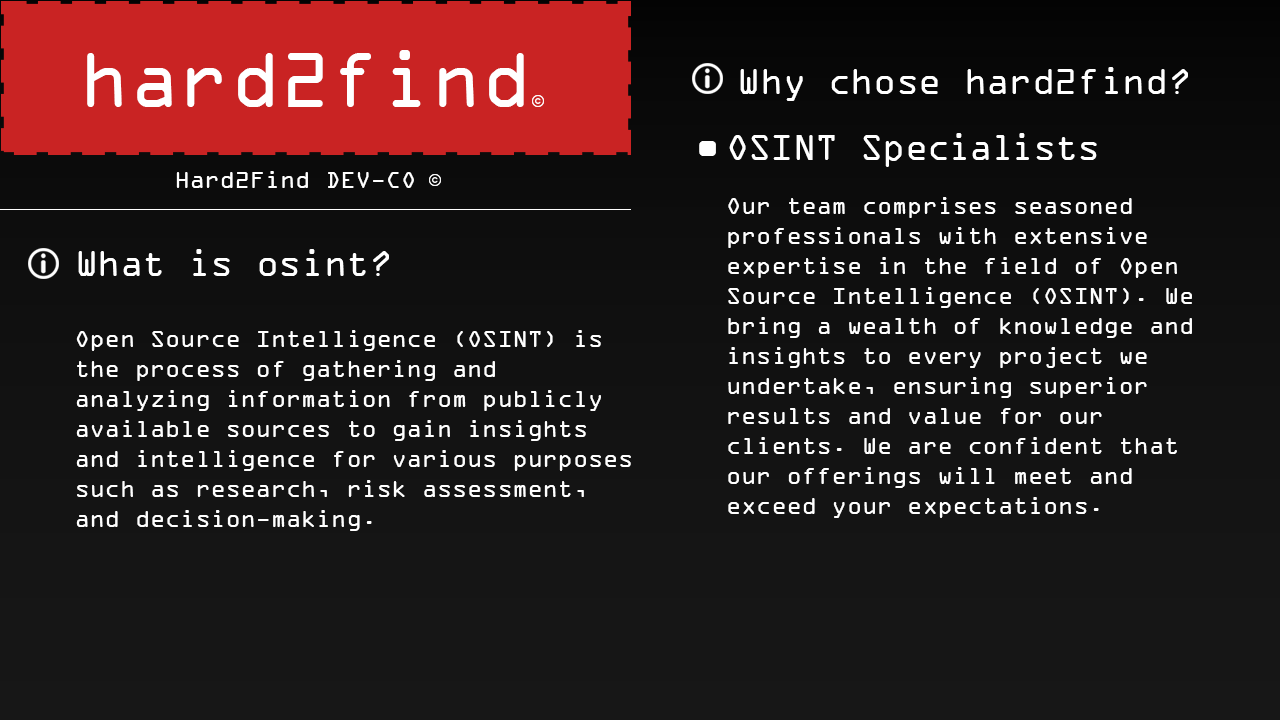 hard2find©
Hard2Find DEV-CO ©
What is osint?
Open Source Intelligence (OSINT) is
the process of gathering and
analyzing information from publicly
available sources to gain insights
and intelligence for various purposes
such as research, risk assessment,
and decision-making.
Why chose hard2find?
OSINT Specialists
Our team comprises seasoned
professionals with extensive
expertise in the field of Open
Source Intelligence (OSINT). We
bring a wealth of knowledge and
insights to every project we
undertake, ensuring superior
results and value for our
clients. We are confident that
our offerings will meet and
exceed your expectations.